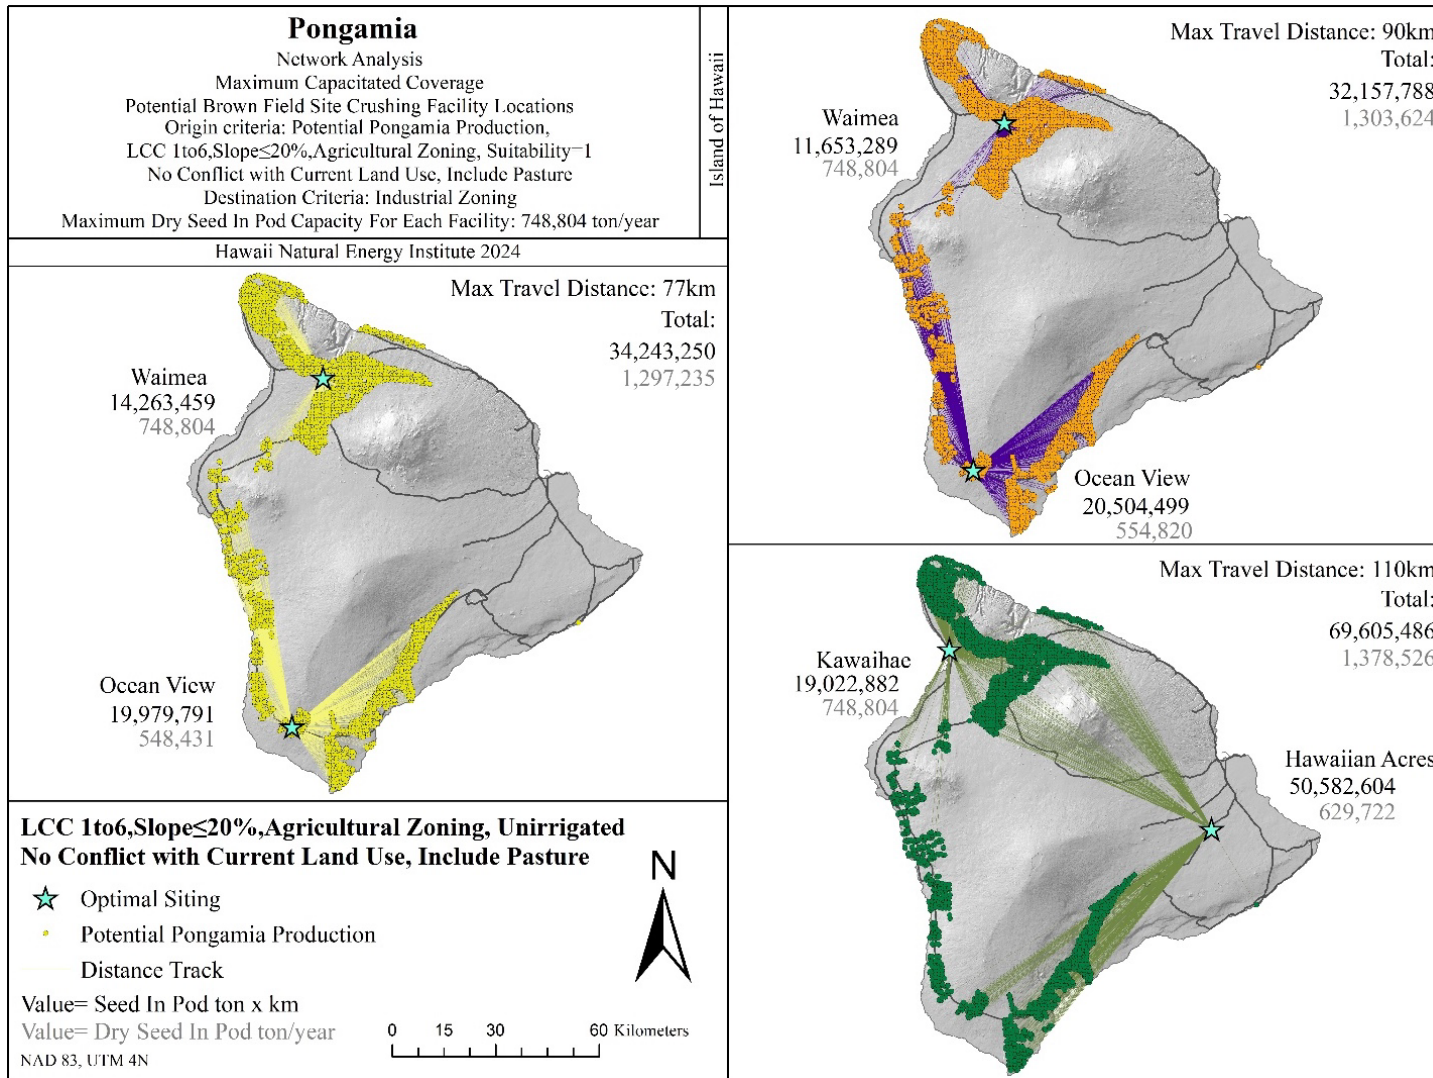 Pongamia
Network Analysis
Maximum Capacitated Coverage
Potential Brown Field Site Crushing Facility Locations
Origin criteria: Potential Pongamia Production,
LCC 1to6,Slope≤20%,Agricultural Zoning, Suitability=1
No Conflict with Current Land Use, Include Pasture
Destination Criteria: Industrial Zoning
Maximum Dry Seed In Pod Capacity For Each Facility: 748,804 ton/year
Island of Hawaii
Hawaii Natural Energy Institute 2024
Max Travel Distance: 77km
Total:
34,243,250
1,297,235
Waimea
14,263,459
748,804
Ocean View
19,979,791
548,431
LCC 1to6,Slope≤20%,Agricultural Zoning, Unirrigated
No Conflict with Current Land Use, Include Pasture
Optimal Siting
Potential Pongamia Production
Distance Track
Value= Seed In Pod ton x km
Value= Dry Seed In Pod ton/year
NAD 83, UTM 4N
N
0 15 30 60 Kilometers
Max Travel Distance: 90km
Total:
32,157,788
1,303,624
Waimea
11,653,289
748,804
Ocean View
20,504,499
554,820
Max Travel Distance: 110km
Total:
69,605,486
1,378,526
Kawaihae
19,022,882
748,804
Hawaiian Acres
50,582,604
629,722